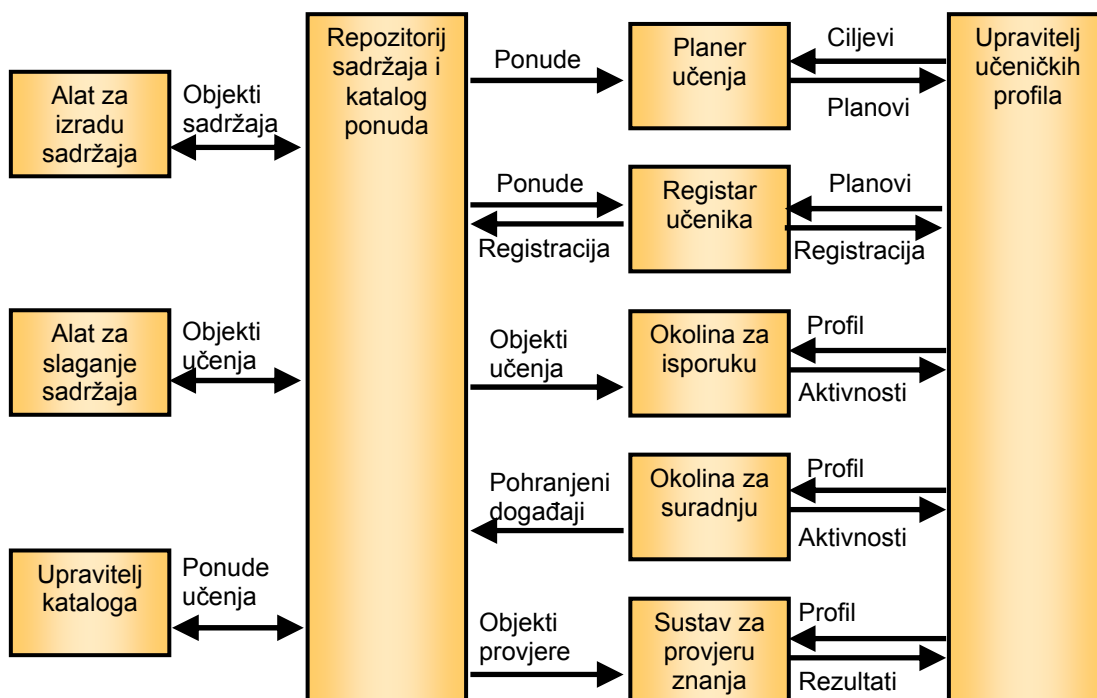 Repozitorij
sadržaja i
katalog
ponuda
Ponude
Planer
učenja
Ciljevi
Planovi
Upravitelj
učeničkih
profila
Alat za
izradu
sadržaja
Objekti
sadržaja
Ponude
Registracija
Registar
učenika
Planovi
Registracija
Alat za
slaganje
sadržaja
Objekti
učenja
Objekti
učenja
Okolina za
isporuku
Profil
Aktivnosti
Pohranjeni
događaji
Okolina za
suradnju
Profil
Aktivnosti
Upravitelj
kataloga
Ponude
učenja
Objekti
provjere
Sustav za
provjeru
znanja
Profil
Rezultati